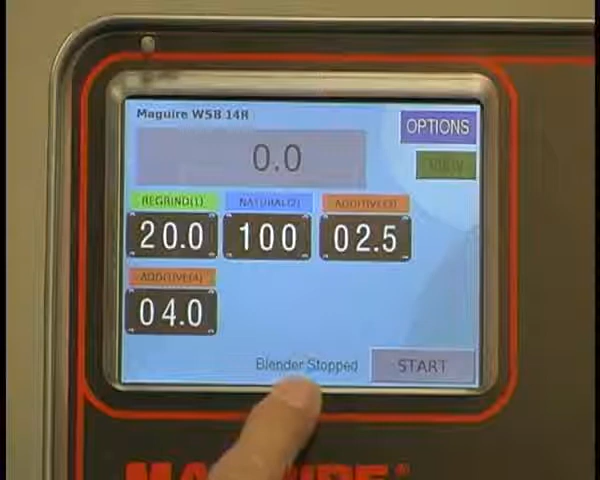 Maguire WSB 14R
OPTIONS
0.0
VIEW
REGRIND(1) NATURAL(2) ADDITIVE(3)
20.0 100 02.5
ADDITIVE(4)
04.0
Blender Stopped START
MAGUIRE®